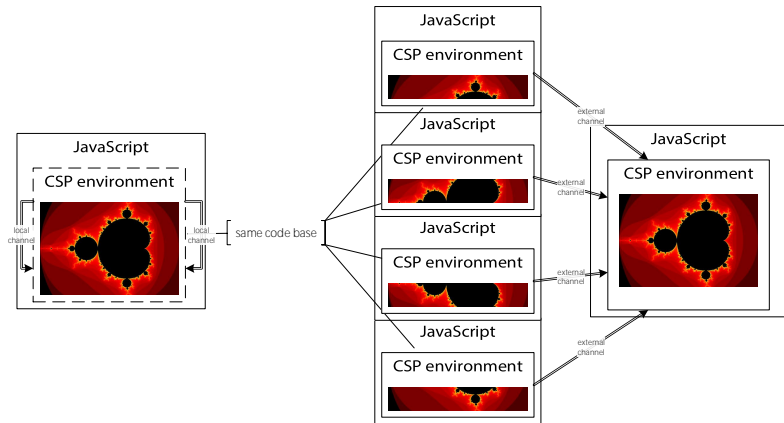 JavaScript
CSP environment
local
channel
local
channel
same code base
JavaScript
CSP environment
JavaScript
CSP environment
JavaScript
CSP environment
JavaScript
CSP environment
external
channel
external
channel
external
channel
external
channel
JavaScript
CSP environment